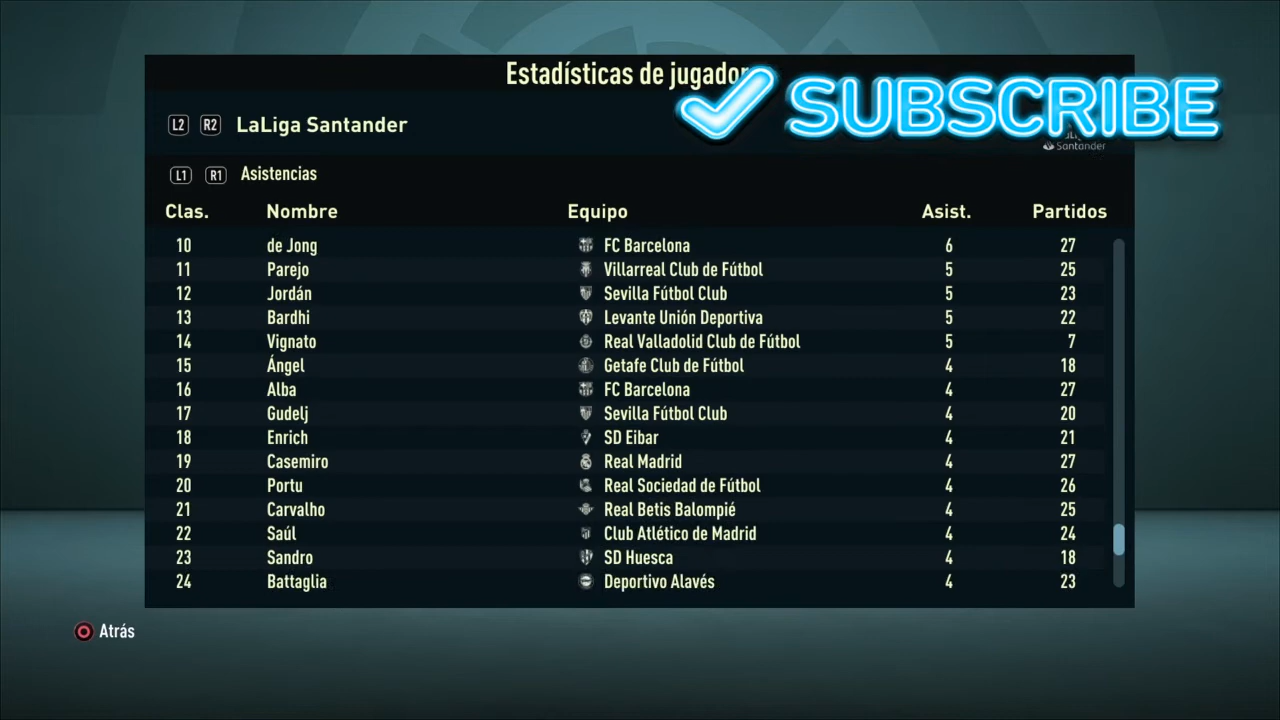 Estadísticas de jugador
SUBSCRIBE
L2 R2 LaLiga Santander
Santander
L1 R1 Asistencias
Clas. Nombre Equipo Asist. Partidos
10 de Jong FC Barcelona 6 27
11 Parejo Villarreal Club de Fútbol 5 25
12 Jordán Sevilla Fútbol Club 5 23
13 Bardhi Levante Unión Deportiva 5 22
14 Vignato Real Valladolid Club de Fútbol 5 7
15 Ángel Getafe Club de Fútbol 4 18
16 Alba FC Barcelona 4 27
17 Gudelj Sevilla Fútbol Club 4 20
18 Enrich SD Eibar 4 21
19 Casemiro Real Madrid 4 27
20 Portu Real Sociedad de Fútbol 4 26
21 Carvalho Real Betis Balompié 4 25
22 Saúl Club Atlético de Madrid 4 24
23 Sandro SD Huesca 4 18
24 Battaglia Deportivo Alavés 4 23
Atrás